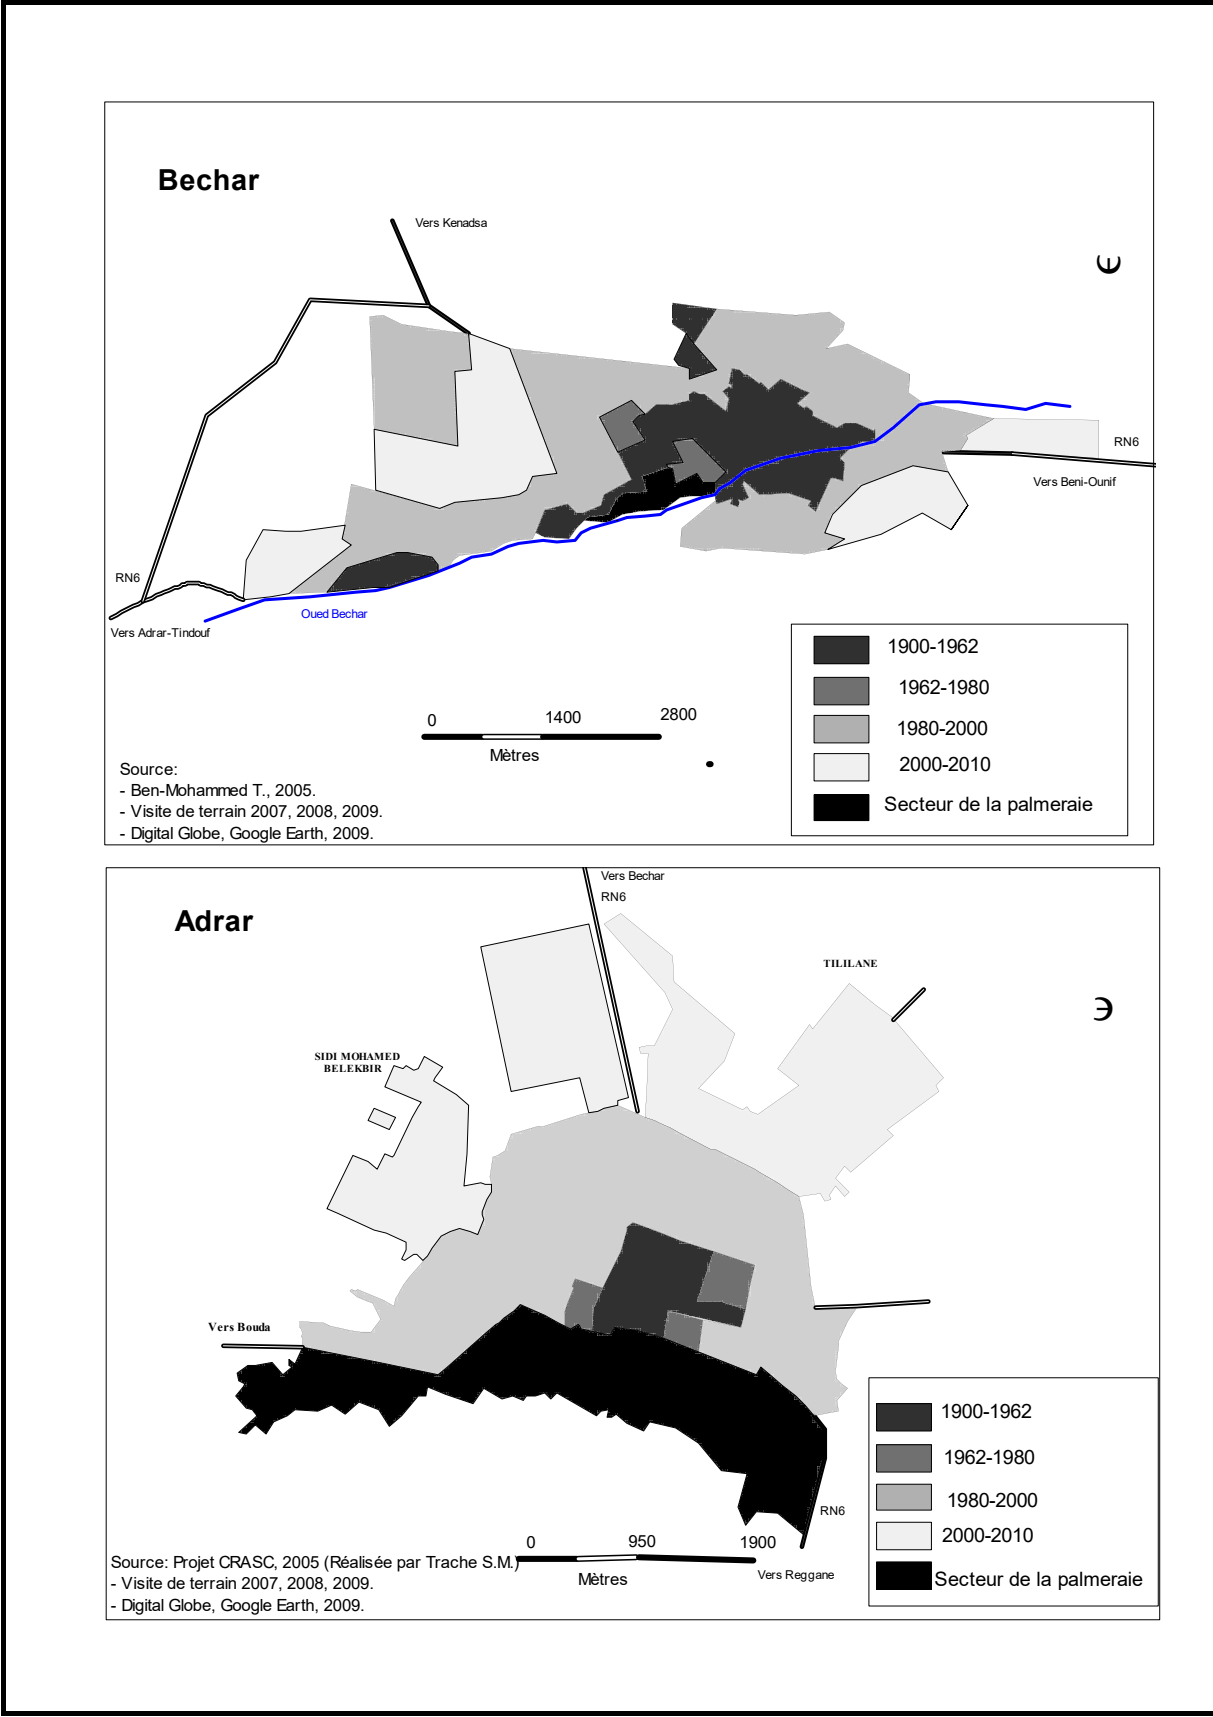 Bechar
Vers Kenadsa
RN6
Vers Beni-Ounif
RN6
Oued Bechar
Vers Adrar-Tindouf
1900-1962
1962-1980
1980-2000
2000-2010
Secteur de la palmeraie
0 1400 2800
Mètres
Source:
- Ben-Mohammed T., 2005.
- Visite de terrain 2007, 2008, 2009.
- Digital Globe, Google Earth, 2009.
Vers Bechar
RN6
Adrar
TILILANE
SIDI MOHAMED
BELEKBIR
Vers Bouda
1900-1962
1962-1980
1980-2000
2000-2010
Secteur de la palmeraie
RN6
0 950 1900
Mètres
Vers Reggane
Source: Projet CRASC, 2005 (Réalisée par Trache S.M.)
- Visite de terrain 2007, 2008, 2009.
- Digital Globe, Google Earth, 2009.